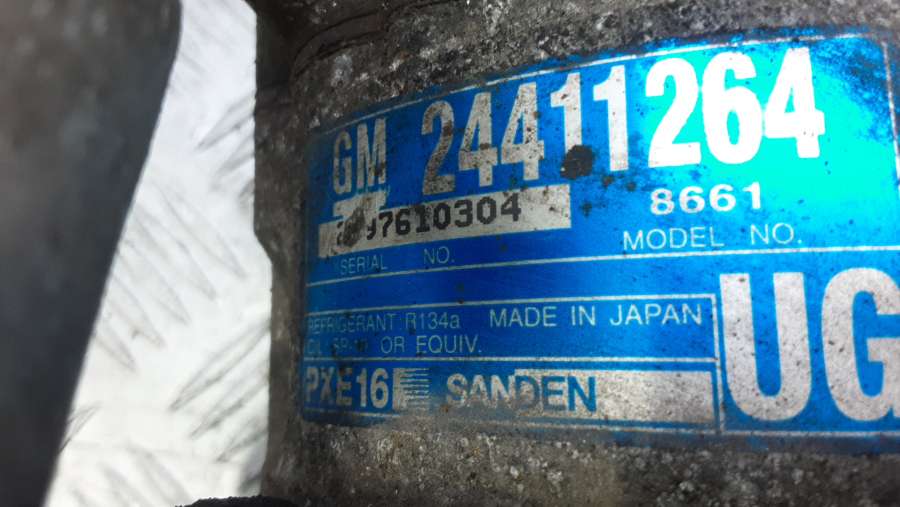 GM 24411264
97610304 8661
SERIAL NO. MODEL NO.
REFRIGERANT: R134a MADE IN JAPAN
OR EQUIV.
PXE16 SANDEN
UG